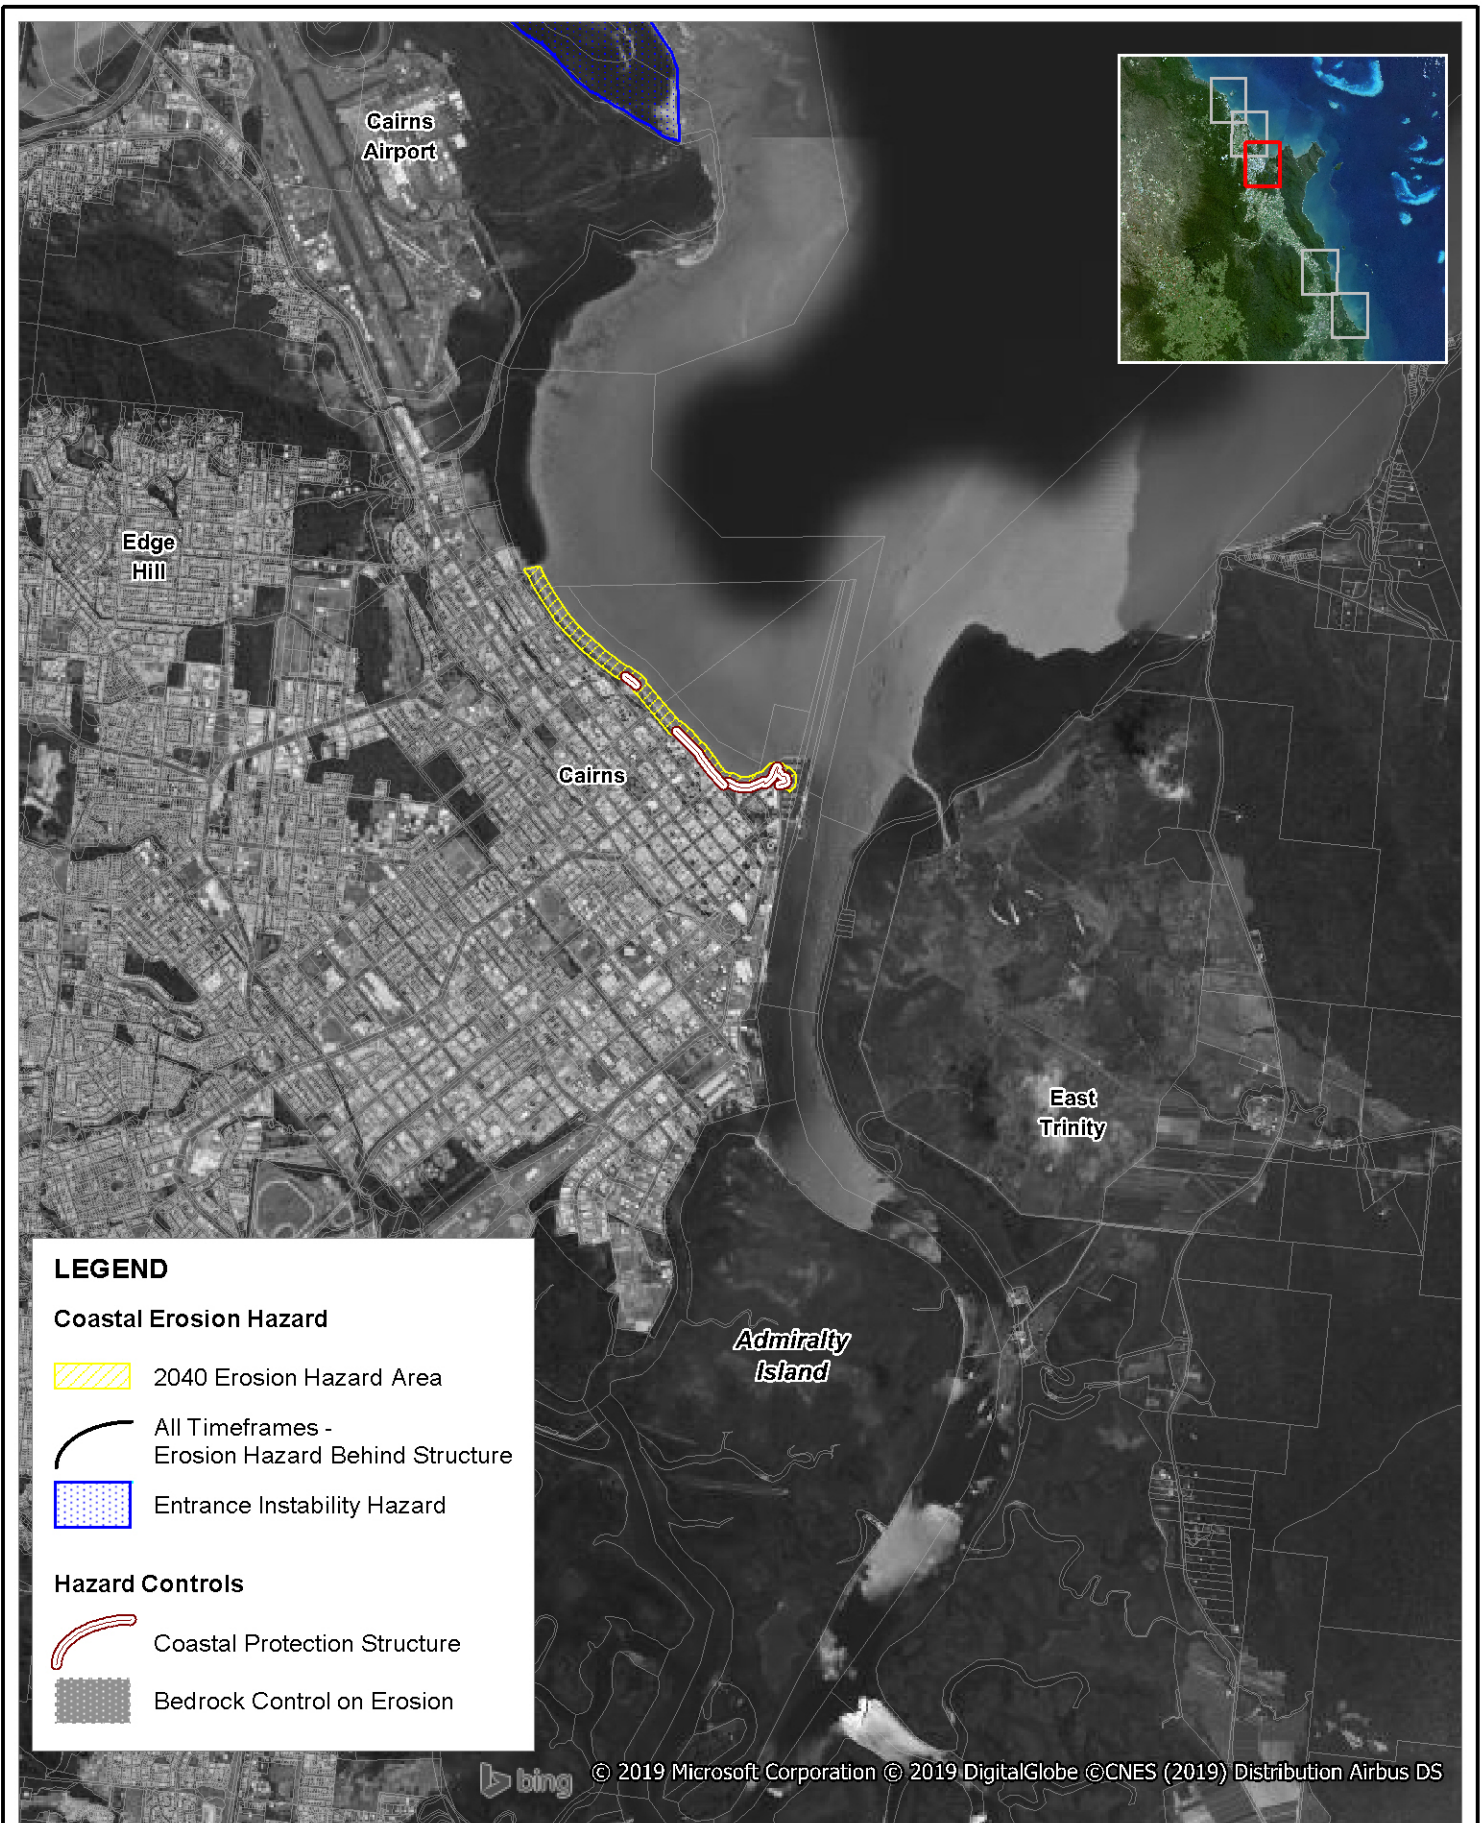 Cairns
Airport
Edge
Hill
Cairns
East
Trinity
Admiralty
Island
LEGEND
Coastal Erosion Hazard
2040 Erosion Hazard Area
All Timeframes -
Erosion Hazard Behind Structure
Entrance Instability Hazard
Hazard Controls
Coastal Protection Structure
Bedrock Control on Erosion
bing
© 2019 Microsoft Corporation © 2019 DigitalGlobe ©CNES (2019) Distribution Airbus DS